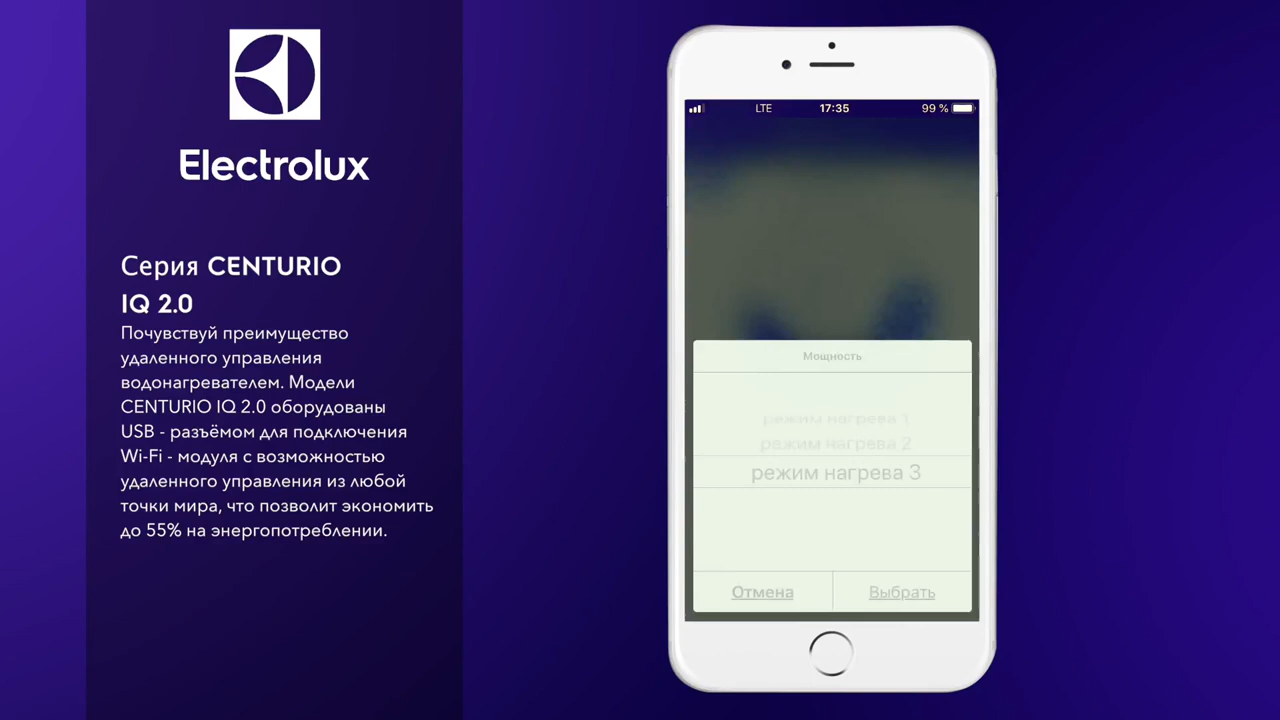 Electrolux
Серия CENTURIO
IQ 2.0
Почувствуй преимущество
удаленного управления
водонагревателем. Модели
CENTURIO IQ 2.0 оборудованы
USB - разъёмом для подключения
Wi-Fi - модуля с возможностью
удаленного управления из любой
точки мира, что позволит экономить
до 55% на энергопотреблении.
LTE 17:35 99 %
Мощность
режим нагрева 1
режим нагрева 2
режим нагрева 3
Отмена Выбрать